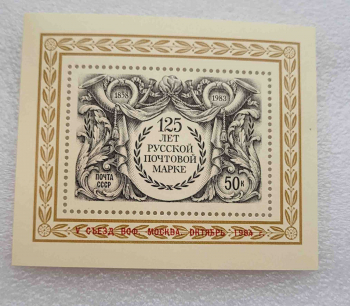 1858 1983
125
ЛЕТ
РУССКОЙ
ПОЧТОВОЙ
МАРКЕ
ПОЧТА
СССР
50к
V СЪЕЗД ВОФ. МОСКВА. ОКТЯБРЬ 1984 г.